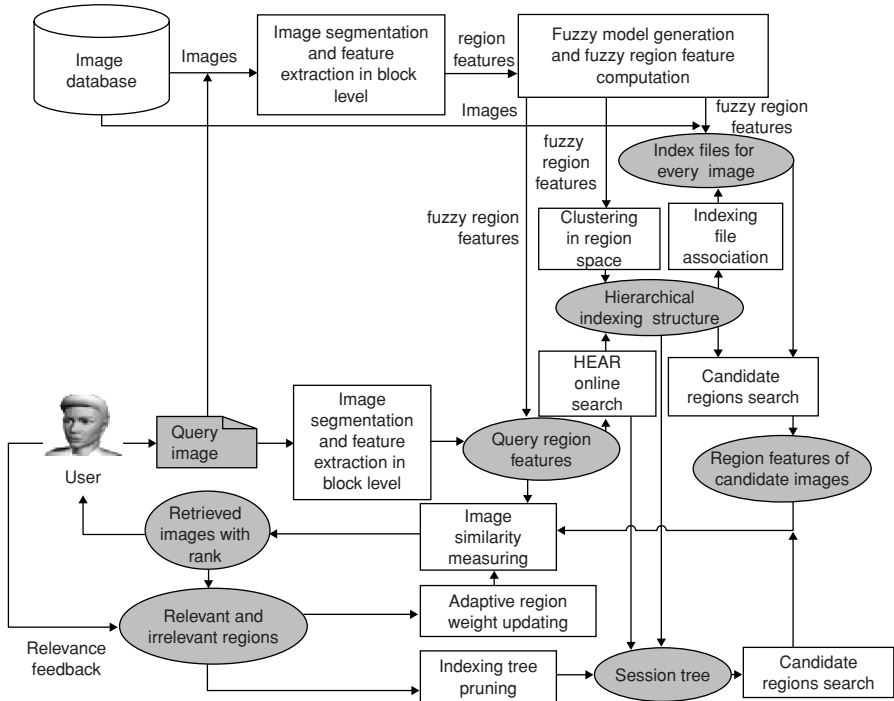 Image
database
Images
Image segmentation
and feature
extraction in block
level
region
features
Fuzzy model generation
and fuzzy region feature
computation
Images
fuzzy region
features
fuzzy
region
features
Index files for
every image
fuzzy region
features
Clustering
in region
space
Indexing
file
association
Hierarchical
indexing structure
HEAR
online
search
Candidate
regions search
User
Query
image
Image
segmentation
and feature
extraction in
block level
Query region
features
Region features of
candidate images
Retrieved
images with
rank
Image
similarity
measuring
Relevant and
irrelevant regions
Adaptive region
weight updating
Relevance
feedback
Indexing tree
pruning
Session tree
Candidate
regions search